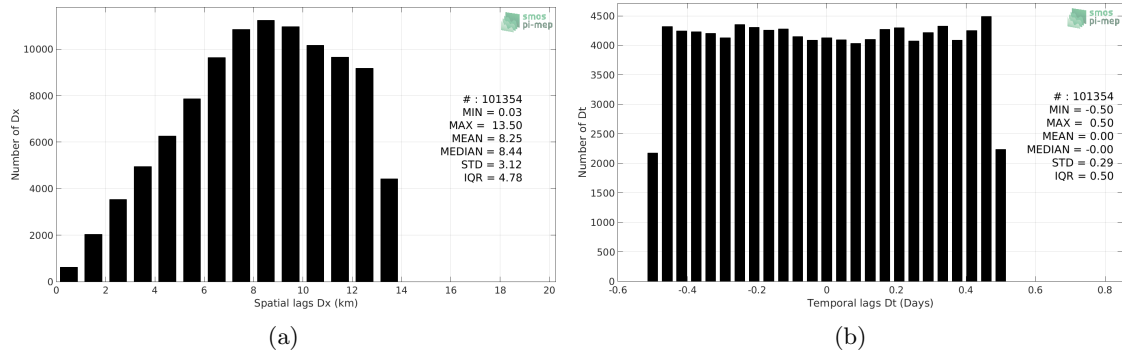 smos
pi-mep
10000
8000
6000
4000
2000
0
Number of Dx
# : 101354
MIN = 0.03
MAX = 13.50
MEAN = 8.25
MEDIAN = 8.44
STD = 3.12
IQR = 4.78
0 2 4 6 8 10 12 14 16 18 20
Spatial lags Dx (km)
(a)
smos
pi-mep
4500
4000
3500
3000
2500
2000
1500
1000
500
0
Number of Dt
# : 101354
MIN = -0.50
MAX = 0.50
MEAN = 0.00
MEDIAN = -0.00
STD = 0.29
IQR = 0.50
-0.6 -0.4 -0.2 0 0.2 0.4 0.6 0.8
Temporal lags Dt (Days)
(b)